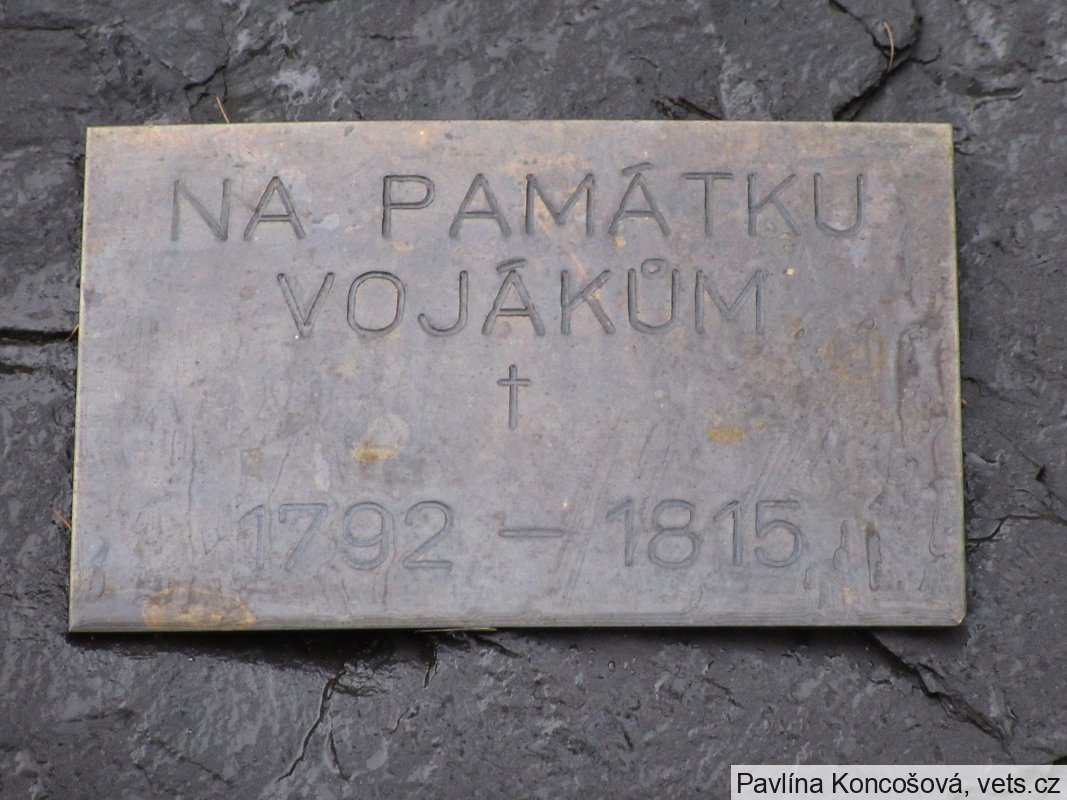 NA PAMÁTKU
VOJÁKŮM
†
1792 – 1815
Pavlína Koncošová, vets.cz